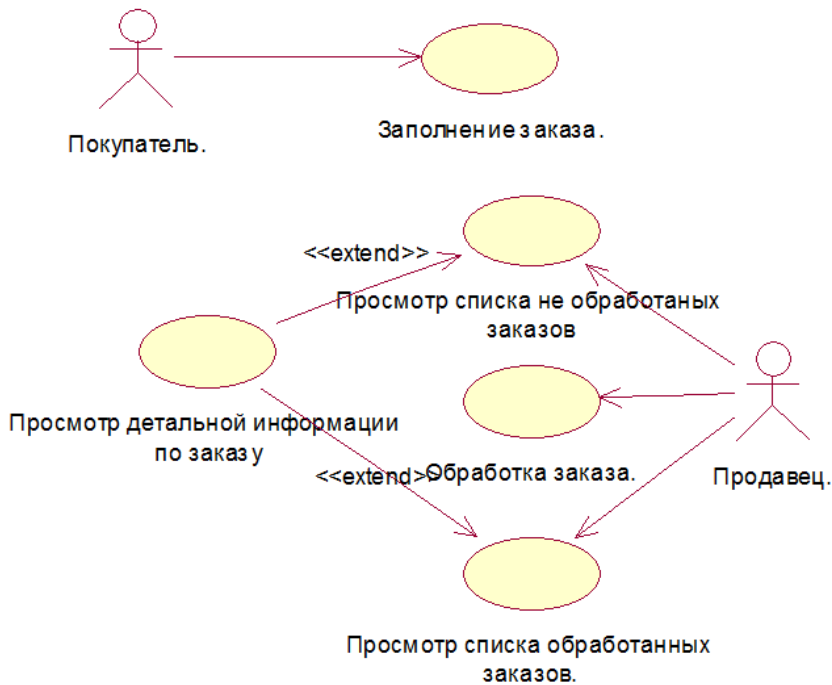 Покупатель.
Заполнение заказа.
<<extend>>
Просмотр списка не обработаных
заказов
Просмотр детальной информации
по заказу
<<extend>>
Обработка заказа.
Продавец.
Просмотр списка обработанных
заказов.